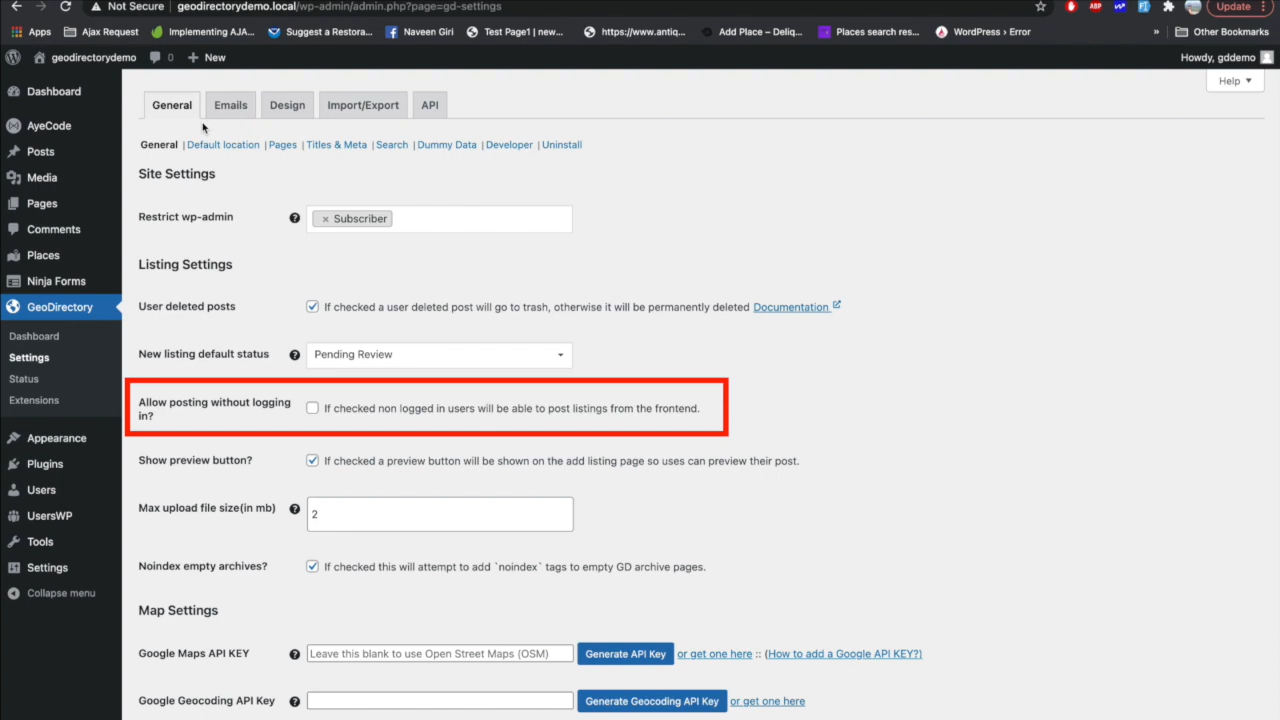 Not Secure | geodirectorydemo.local/wp-admin/admin.php?page=gd-settings
ABP
Update
Apps Ajax Request Implementing AJA... Suggest a Restora... Naveen Giri Test Page1 | new... https://www.antiq... Add Place – Deliq... Places search res... WordPress › Error » Other Bookmarks
geodirectorydemo 0 New Howdy, gddemo
Help
Dashboard
AyeCode
Posts
Media
Pages
Comments
Places
Ninja Forms
GeoDirectory
Dashboard
Settings
Status
Extensions
Appearance
Plugins
Users
UsersWP
Tools
Settings
Collapse menu
General Emails Design Import/Export API
General | Default location | Pages | Titles & Meta | Search | Dummy Data | Developer | Uninstall
Site Settings
Restrict wp-admin ? × Subscriber
Listing Settings
User deleted posts If checked a user deleted post will go to trash, otherwise it will be permanently deleted Documentation
New listing default status ? Pending Review
Allow posting without logging
in?
If checked non logged in users will be able to post listings from the frontend.
Show preview button? If checked a preview button will be shown on the add listing page so uses can preview their post.
Max upload file size(in mb) ? 2
Noindex empty archives? If checked this will attempt to add `noindex` tags to empty GD archive pages.
Map Settings
Google Maps API KEY ? Leave this blank to use Open Street Maps (OSM) Generate API Key or get one here :: (How to add a Google API KEY?)
Google Geocoding API Key ? Generate Geocoding API Key or get one here